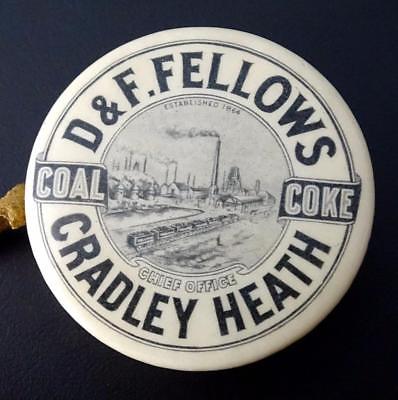 D & F. FELLOWS
ESTABLISHED 1864
COAL
COKE
CHIEF OFFICE
CRADLEY HEATH